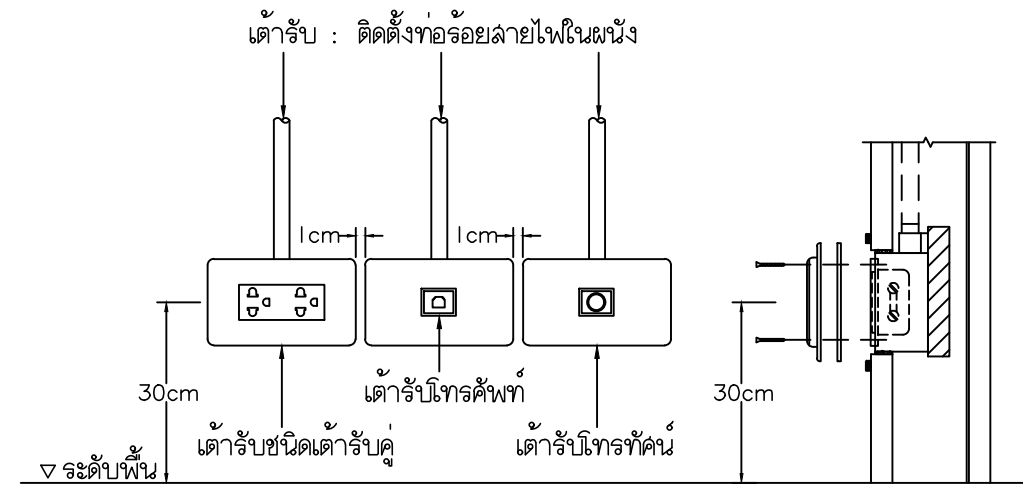 เต้ารับ : ติดตั้งท่อร้อยสายไฟในผนัง
1cm 1cm
30cm 30cm
เต้ารับโทรศัพท์
เต้ารับชนิดเต้ารับคู่ เต้ารับโทรทัศน์
ระดับพื้น